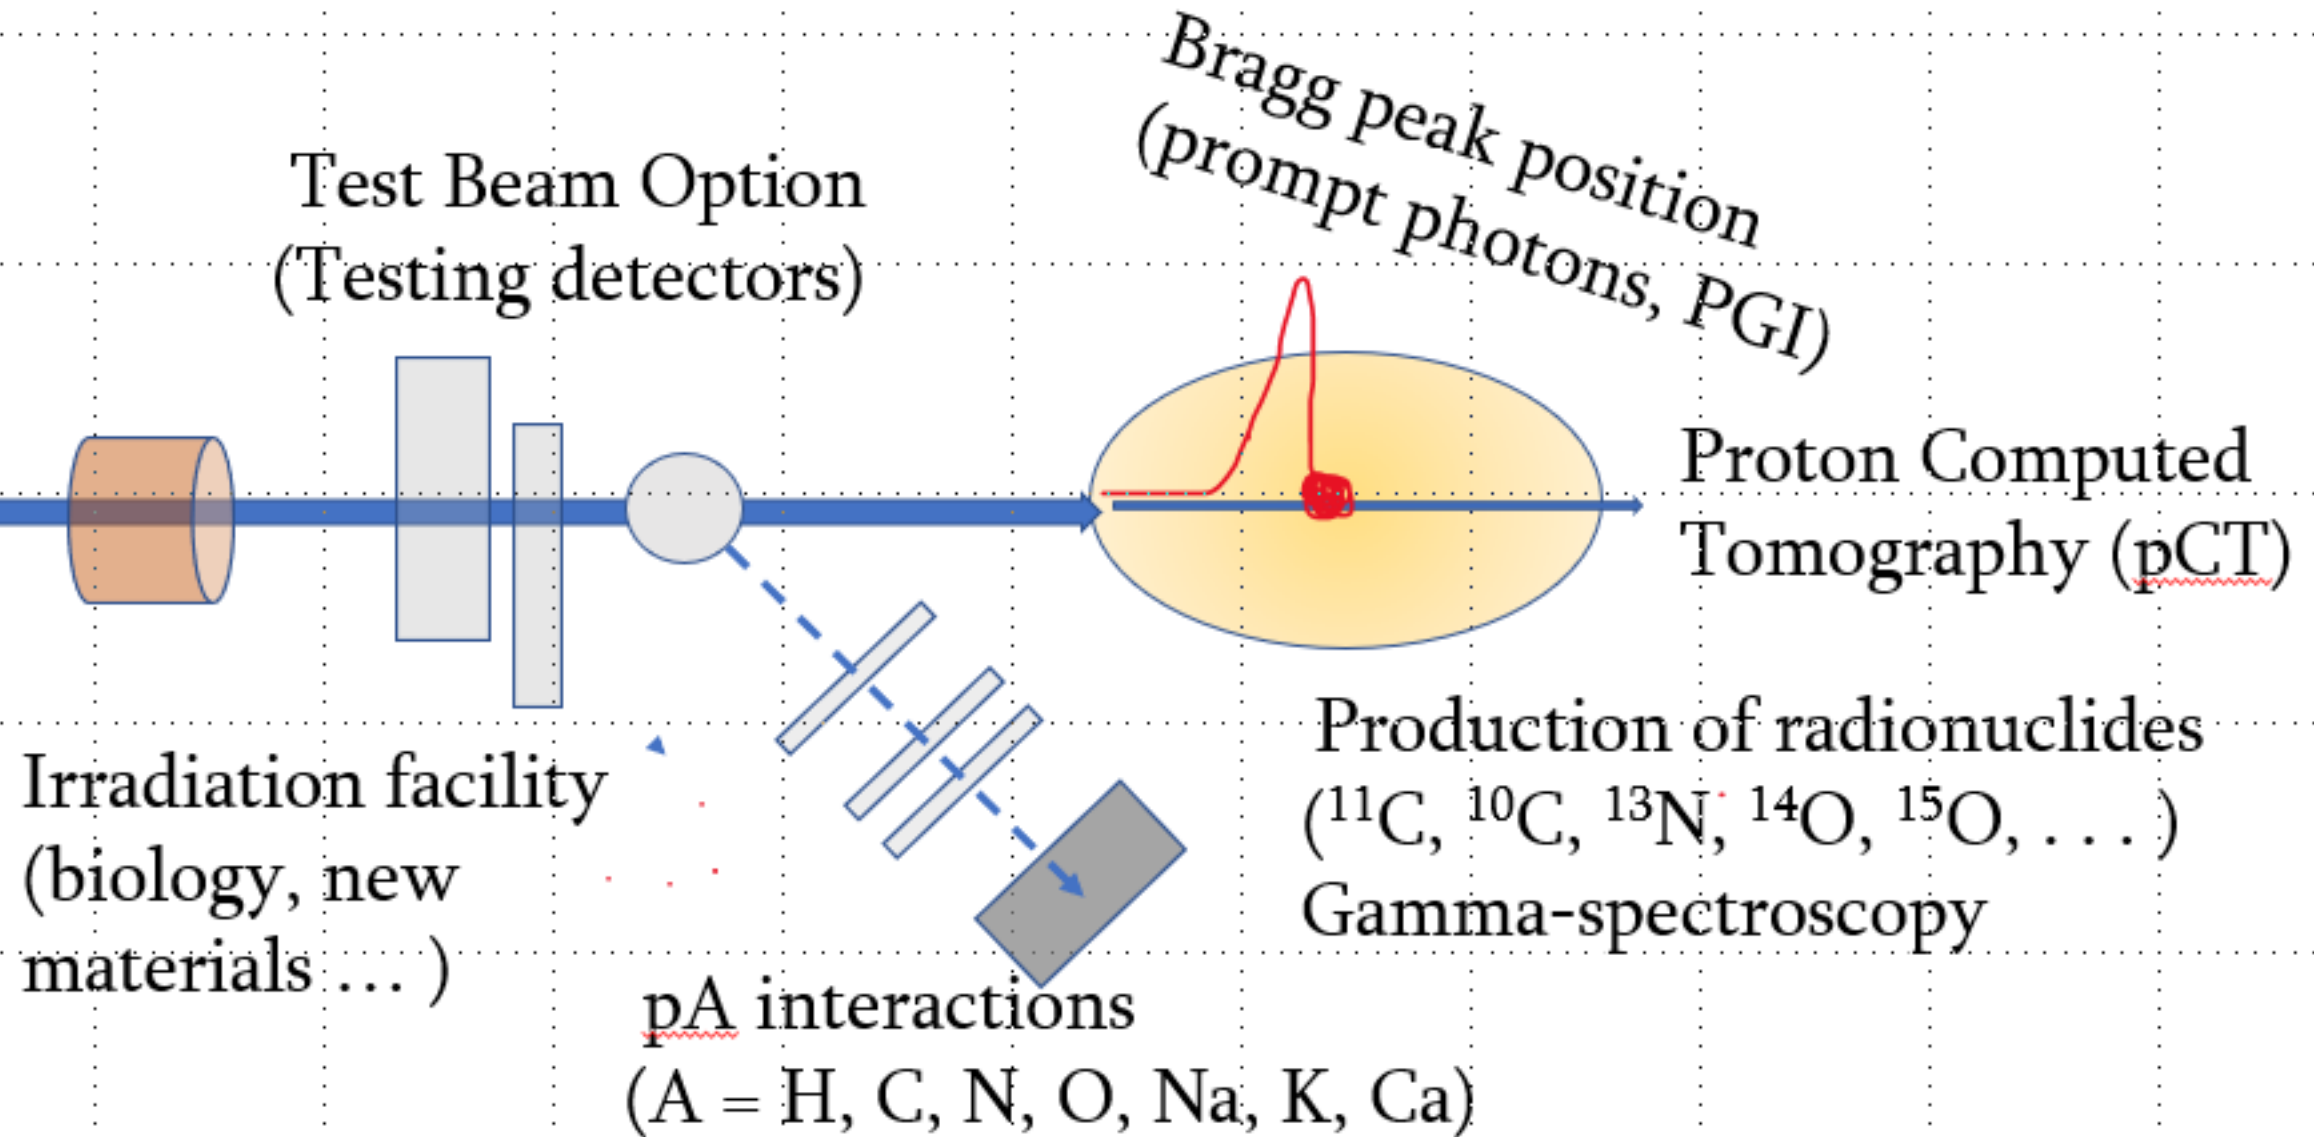 Bragg peak position
(prompt photons, PGI)
Test Beam Option
(Testing detectors)
Proton Computed
Tomography (pCT)
Irradiation facility
(biology, new
materials … )
Production of radionuclides
(¹¹C, ¹⁰C, ¹³N, ¹⁴O, ¹⁵O, . . . )
Gamma-spectroscopy
pA interactions
(A = H, C, N, O, Na, K, Ca)